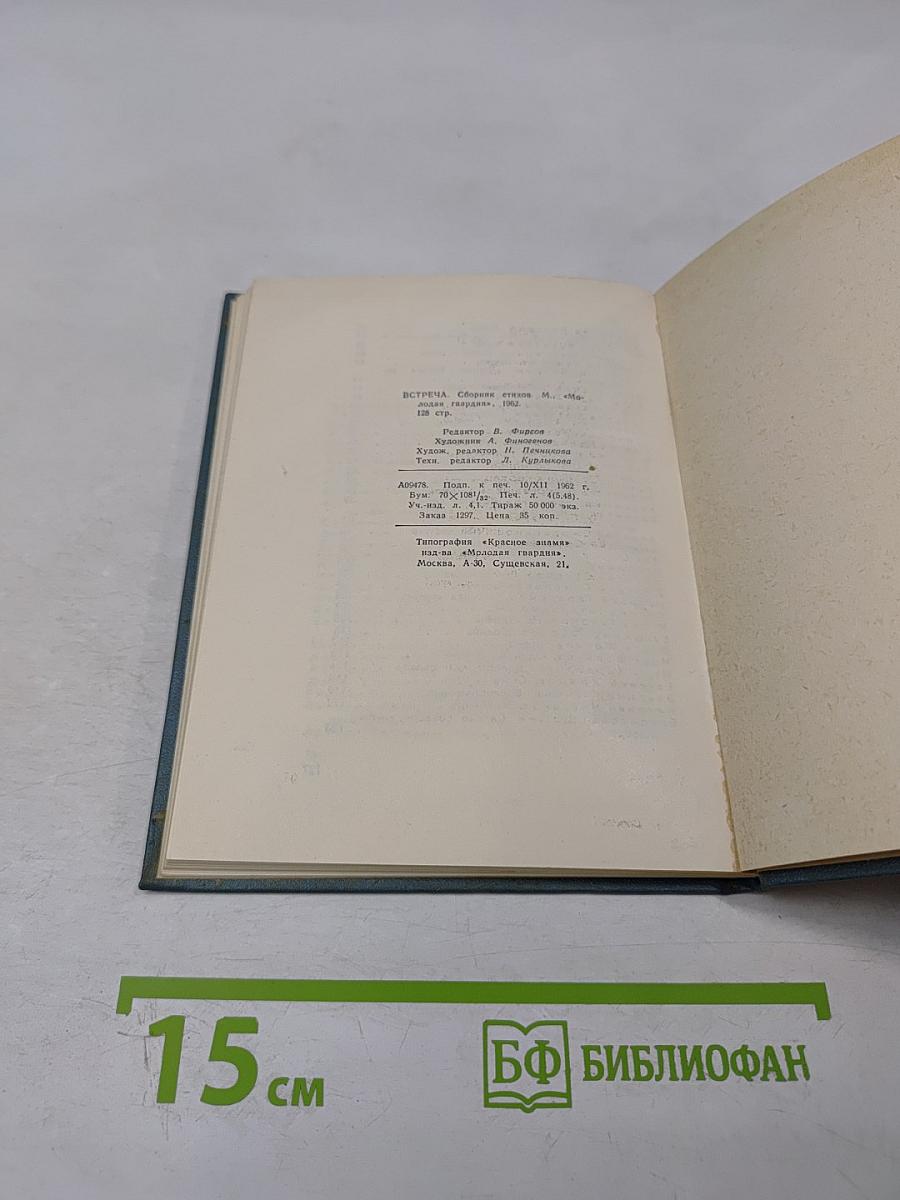 ВСТРЕЧА. Сборник стихов М., «Мо-
лодая гвардия», 1962.
128 стр.
Редактор В. Фирсов
Художник А. Финогенов
Худож. редактор Н. Печникова
Техн. редактор Л. Курлыкова
А09478. Подп. к печ. 10/XII 1962 г.
Бум. 70×108 1/32. Печ. л. 4(5,48).
Уч.-изд. л. 4,1. Тираж 50 000 экз.
Заказ 1297. Цена 35 коп.
Типография «Красное знамя»
изд-ва «Молодая гвардия».
Москва, А-30, Сущевская, 21.
15 см
БФ БИБЛИОФАН